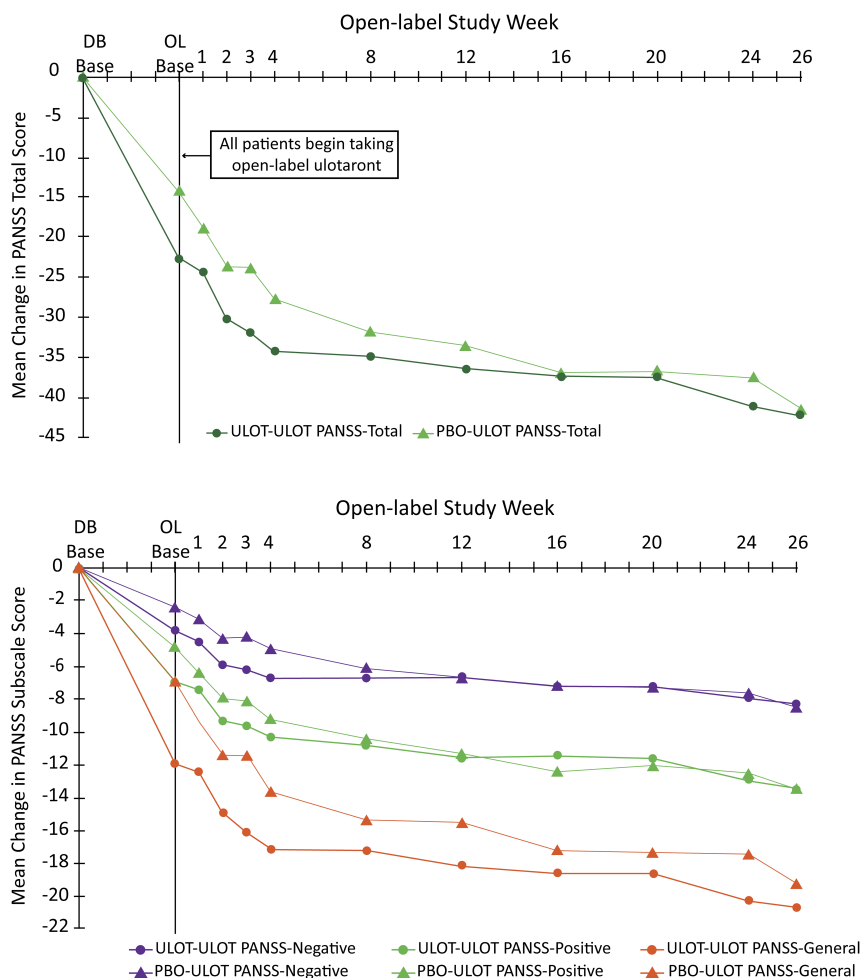 Open-label Study Week
DB Base
OL Base
1 2 3 4 8 12 16 20 24 26
Mean Change in PANSS Total Score
0
-5
-10
-15
-20
-25
-30
-35
-40
-45
All patients begin taking
open-label ulotaront
ULOT-ULOT PANSS-Total PBO-ULOT PANSS-Total
Open-label Study Week
DB Base
OL Base
1 2 3 4 8 12 16 20 24 26
Mean Change in PANSS Subscale Score
0
-2
-4
-6
-8
-10
-12
-14
-16
-18
-20
-22
ULOT-ULOT PANSS-Negative ULOT-ULOT PANSS-Positive ULOT-ULOT PANSS-General
PBO-ULOT PANSS-Negative PBO-ULOT PANSS-Positive PBO-ULOT PANSS-General